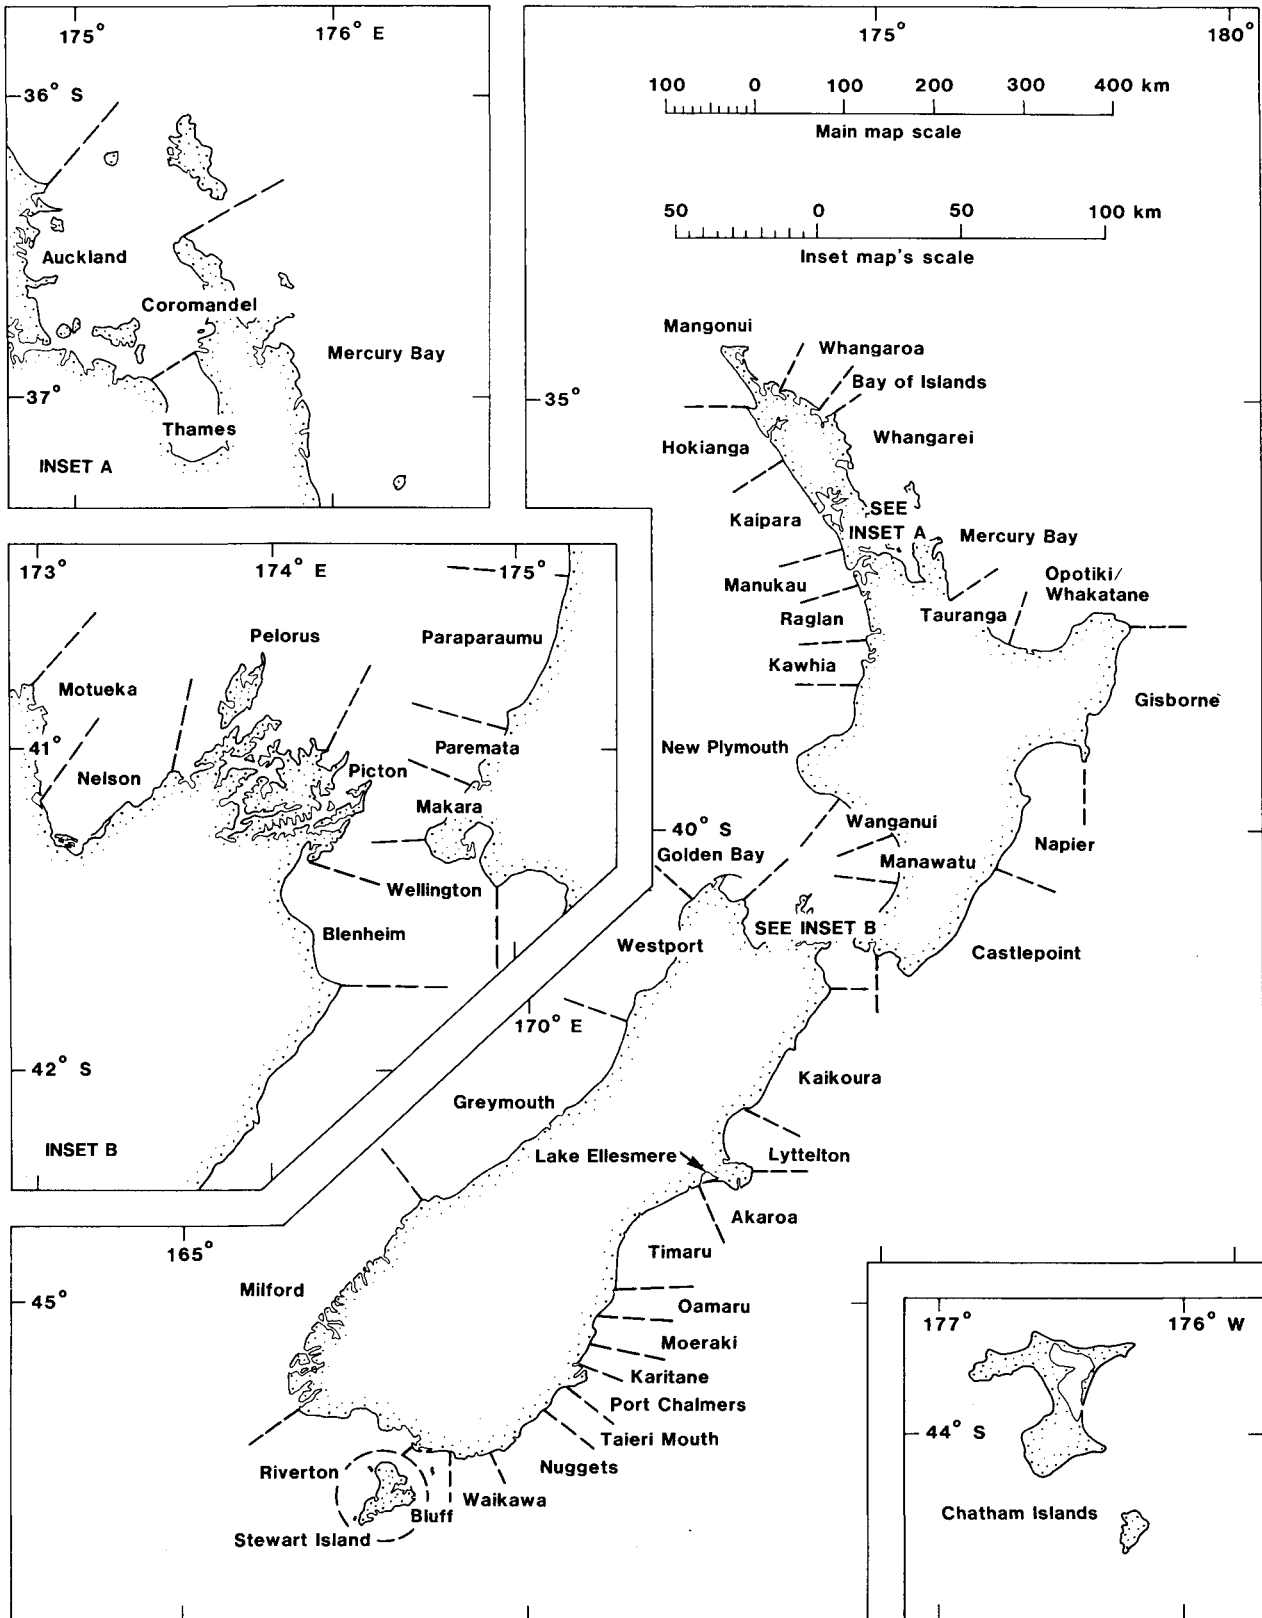 175°
176° E
36° S
Auckland
Coromandel
Mercury Bay
37°
Thames
INSET A
175°
180°
100 0 100 200 300 400 km
Main map scale
50 0 50 100 km
Inset map's scale
Mangonui
Whangaroa
Bay of Islands
35°
Whangarei
Hokianga
Kaipara
SEE
INSET A
Mercury Bay
Manukau
Opotiki/
Whakatane
Raglan
Tauranga
Kawhia
Gisborne
New Plymouth
40° S
Wanganui
Golden Bay
Manawatu
Napier
SEE INSET B
Westport
Castlepoint
170° E
Kaikoura
Greymouth
Lake Ellesmere
Lyttelton
Akaroa
Timaru
165°
Milford
45°
Oamaru
Moeraki
Karitane
Port Chalmers
Taieri Mouth
Nuggets
Riverton
Waikawa
Bluff
Stewart Island
173°
174° E
175°
Pelorus
Paraparaumu
Motueka
41°
Paremata
Nelson
Picton
Makara
Wellington
Blenheim
42° S
INSET B
177°
176° W
44° S
Chatham Islands